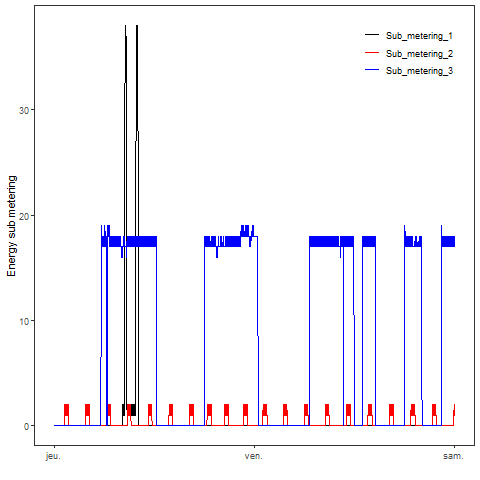 Sub_metering_1
Sub_metering_2
Sub_metering_3
Energy sub metering
30
20
10
0
jeu.
ven.
sam.